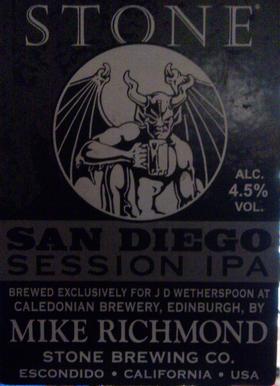 STONE®
ALC.
4.5%
VOL.
SAN DIEGO
SESSION IPA
BREWED EXCLUSIVELY FOR J D WETHERSPOON AT
CALEDONIAN BREWERY, EDINBURGH, BY
MIKE RICHMOND
STONE BREWING CO.
ESCONDIDO • CALIFORNIA • USA